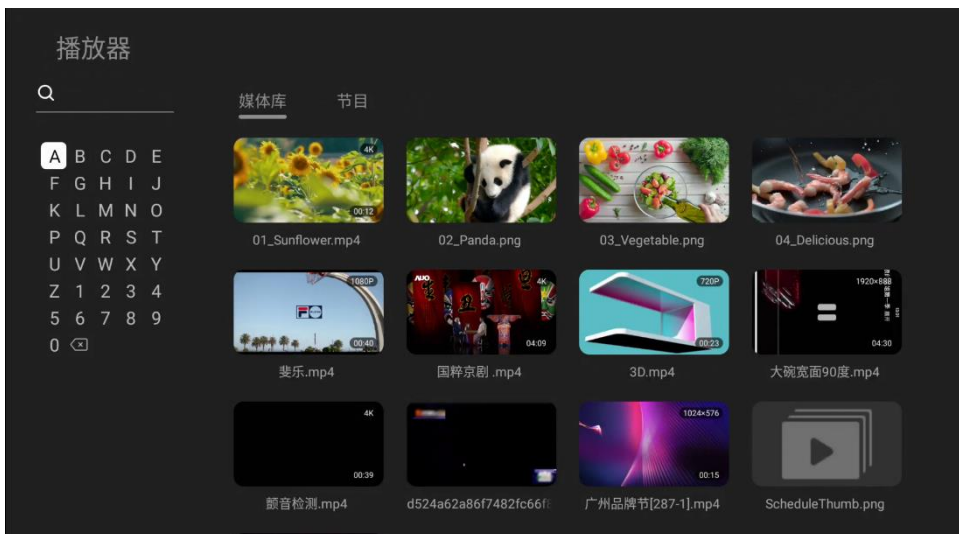 播放器
媒体库 节目
A B C D E
F G H I J
K L M N O
P Q R S T
U V W X Y
Z 1 2 3 4
5 6 7 8 9
0
4K
00:12
01_Sunflower.mp4
02_Panda.png
03_Vegetable.png
04_Delicious.png
1080P
FILA
00:40
斐乐.mp4
AUO
4K
04:09
国粹京剧 .mp4
720P
00:23
3D.mp4
1920×888
04:30
大碗宽面90度.mp4
4K
00:39
颤音检测.mp4
d524a62a86f7482fc66f8
1024×576
00:15
广州品牌节[287-1].mp4
ScheduleThumb.png